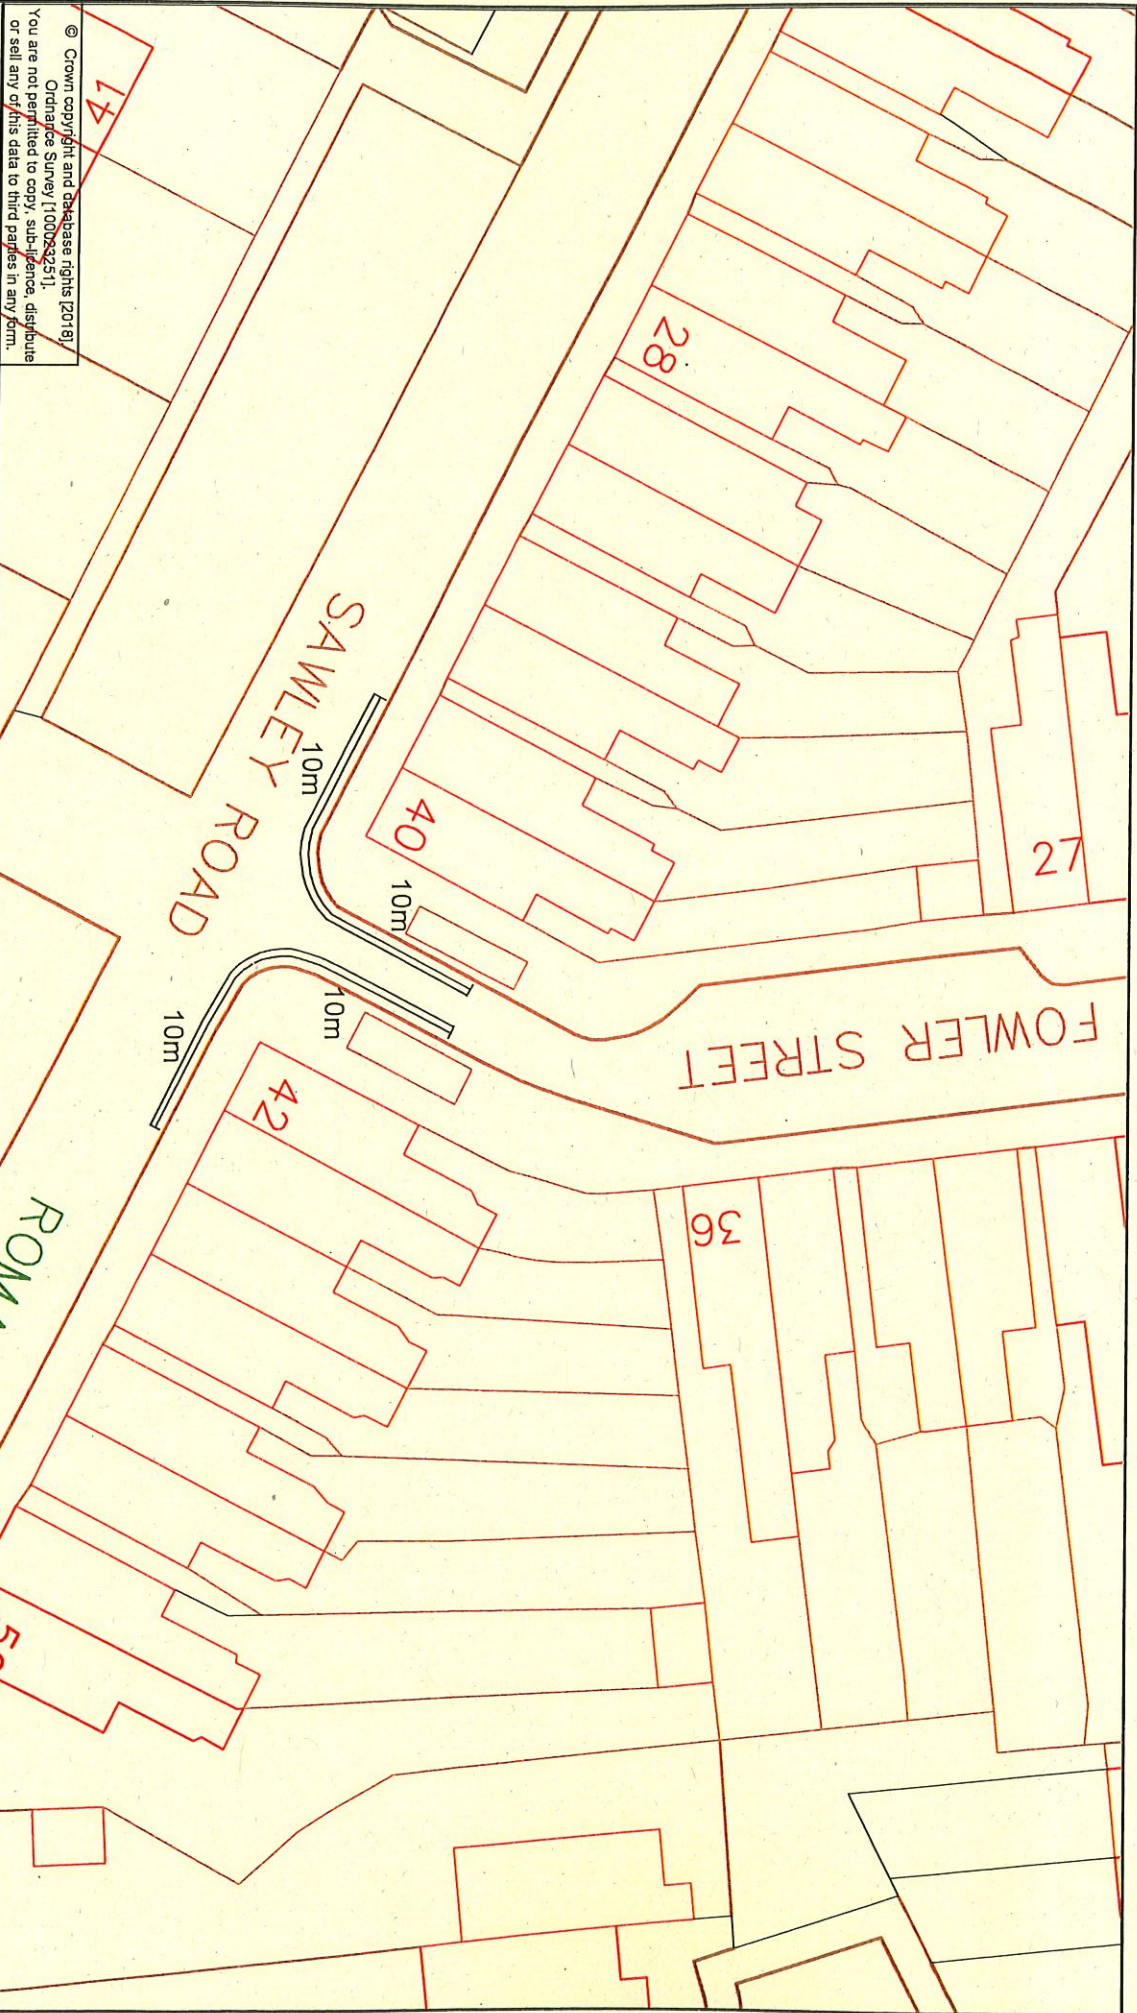 © Crown copyright and database rights [2018]
Ordnance Survey [100023251].
You are not permitted to copy, sub-licence, distribute
or sell any of this data to third parties in any form.
41
28
SAWLEY ROAD
10m
40
10m
27
FOWLER STREET
10m
10m
42
36